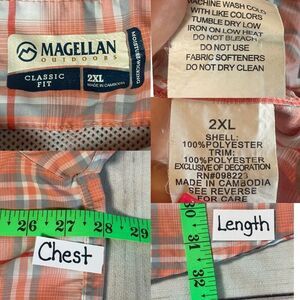 MAGELLAN
OUTDOORS
CLASSIC
FIT
2XL
MADE IN CAMBODIA
MOISTURE WICKING
MACHINE WASH COLD
WITH LIKE COLORS
TUMBLE DRY LOW
IRON ON LOW HEAT
DO NOT BLEACH
DO NOT USE
FABRIC SOFTENERS
DO NOT DRY CLEAN
2XL
SHELL:
100%POLYESTER
TRIM:
100%POLYESTER
EXCLUSIVE OF DECORATION
RN#09822
MADE IN CAMBODIA
SEE REVERSE
FOR CARE
25 26 27 28 29
Chest
30 31 32
Length